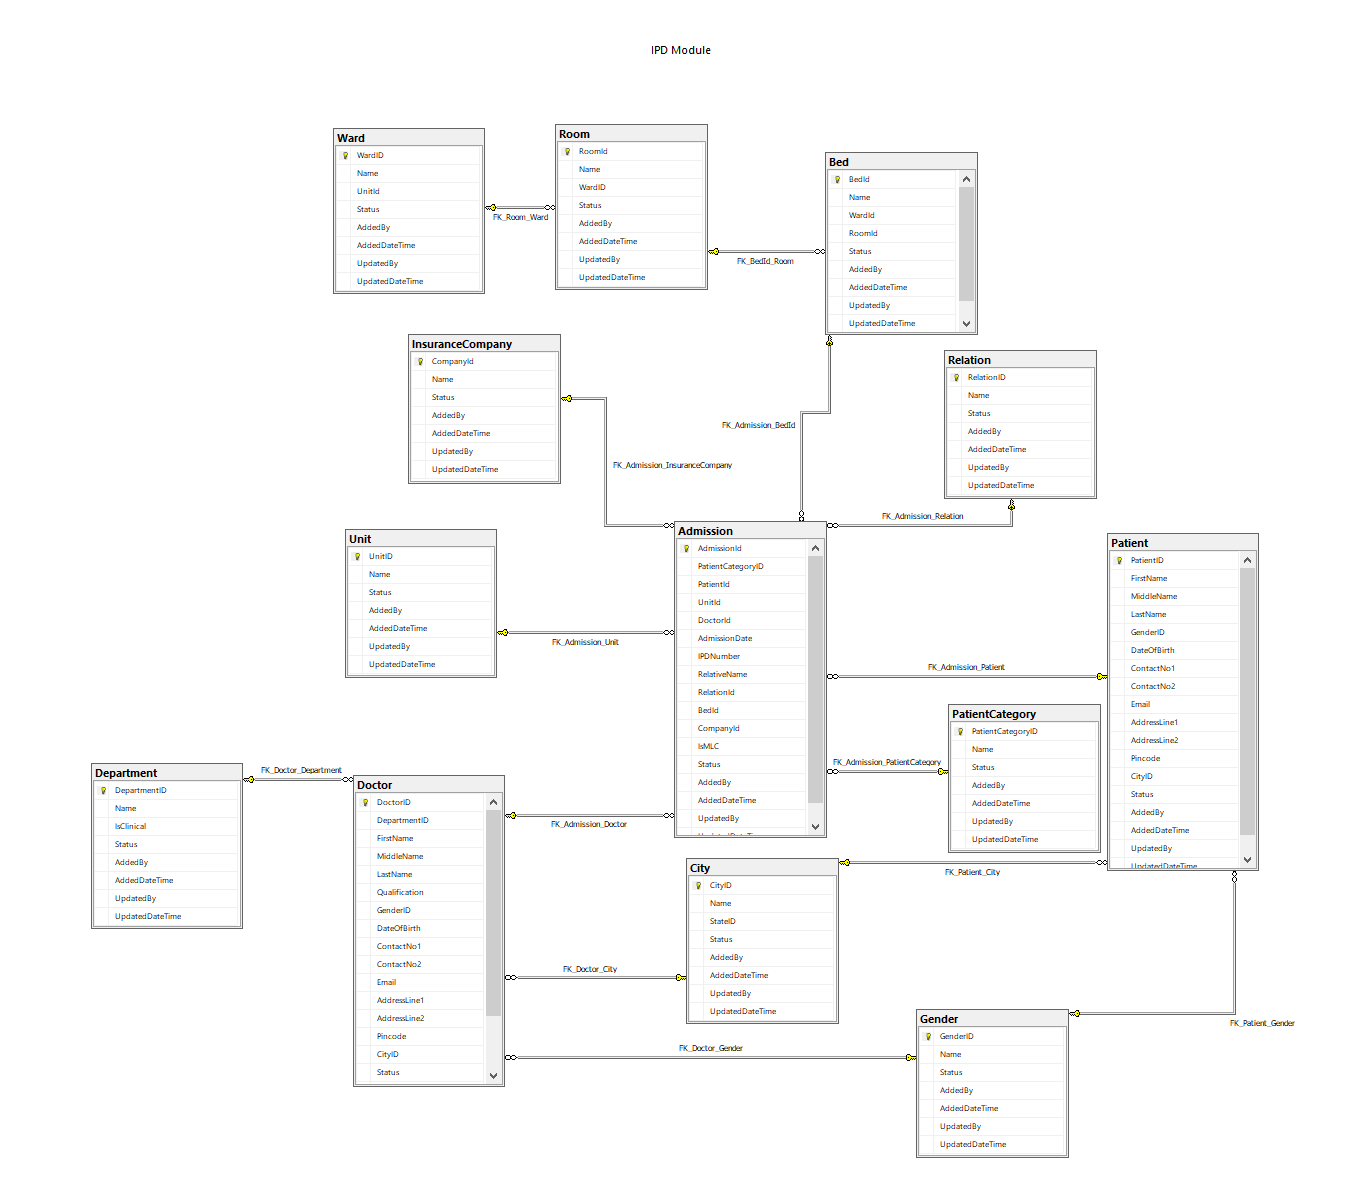 IPD Module
Ward
WardID
Name
UnitId
Status
AddedBy
AddedDateTime
UpdatedBy
UpdatedDateTime
FK_Room_Ward
Room
RoomId
Name
WardID
Status
AddedBy
AddedDateTime
UpdatedBy
UpdatedDateTime
FK_BedId_Room
Bed
BedId
Name
WardId
RoomId
Status
AddedBy
AddedDateTime
UpdatedBy
UpdatedDateTime
InsuranceCompany
CompanyId
Name
Status
AddedBy
AddedDateTime
UpdatedBy
UpdatedDateTime
FK_Admission_InsuranceCompany
FK_Admission_BedId
Relation
RelationID
Name
Status
AddedBy
AddedDateTime
UpdatedBy
UpdatedDateTime
FK_Admission_Relation
Unit
UnitID
Name
Status
AddedBy
AddedDateTime
UpdatedBy
UpdatedDateTime
FK_Admission_Unit
Admission
AdmissionId
PatientCategoryID
PatientId
UnitId
DoctorId
AdmissionDate
IPDNumber
RelativeName
RelationId
BedId
CompanyId
IsMLC
Status
AddedBy
AddedDateTime
UpdatedBy
UpdatedDateTime
FK_Admission_Patient
Patient
PatientID
FirstName
MiddleName
LastName
GenderID
DateOfBirth
ContactNo1
ContactNo2
Email
AddressLine1
AddressLine2
Pincode
CityID
Status
AddedBy
AddedDateTime
UpdatedBy
UpdatedDateTime
FK_Admission_PatientCategory
PatientCategory
PatientCategoryID
Name
Status
AddedBy
AddedDateTime
UpdatedBy
UpdatedDateTime
Department
DepartmentID
Name
IsClinical
Status
AddedBy
AddedDateTime
UpdatedBy
UpdatedDateTime
FK_Doctor_Department
Doctor
DoctorID
DepartmentID
FirstName
MiddleName
LastName
Qualification
GenderID
DateOfBirth
ContactNo1
ContactNo2
Email
AddressLine1
AddressLine2
Pincode
CityID
Status
FK_Admission_Doctor
FK_Doctor_City
FK_Doctor_Gender
City
CityID
Name
StateID
Status
AddedBy
AddedDateTime
UpdatedBy
UpdatedDateTime
FK_Patient_City
Gender
GenderID
Name
Status
AddedBy
AddedDateTime
UpdatedBy
UpdatedDateTime
FK_Patient_Gender